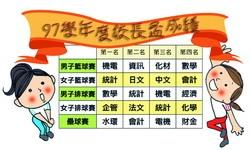 97學年度校長盃成績
第一名 第二名 第三名 第四名
男子籃球賽 機電 資訊 化材 數學
女子籃球賽 統計 日文 中文 會計
男子排球賽 數學 統計 機電 經濟
女子排球賽 企管 法文 統計 化學
壘球賽 水環 會計 電機 財金